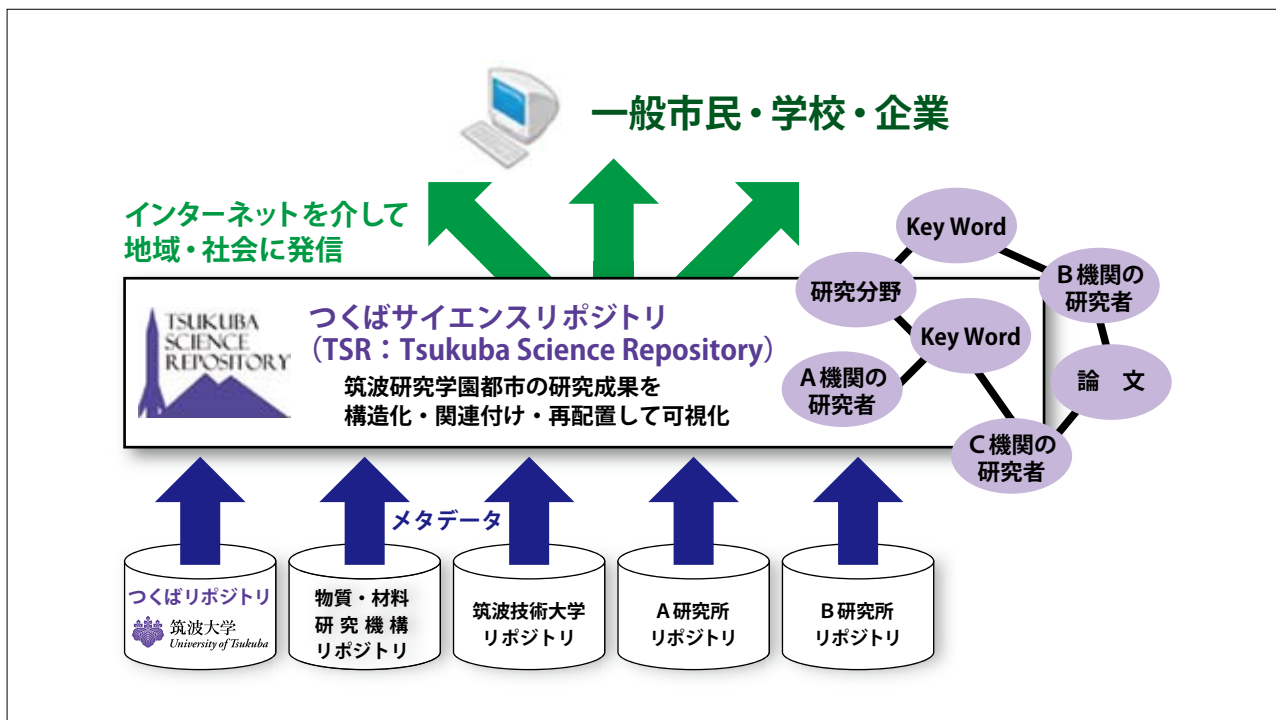 一般市民・学校・企業
インターネットを介して
地域・社会に発信
Key Word
B機関の
研究者
研究分野
TSUKUBA
SCIENCE
REPOSITORY
つくばサイエンスリポジトリ
（TSR：Tsukuba Science Repository）
筑波研究学園都市の研究成果を
構造化・関連付け・再配置して可視化
Key Word
A機関の
研究者
論　文
C機関の
研究者
メタデータ
つくばリポジトリ
筑波大学
University of Tsukuba
物質・材料
研究機構
リポジトリ
筑波技術大学
リポジトリ
A研究所
リポジトリ
B研究所
リポジトリ